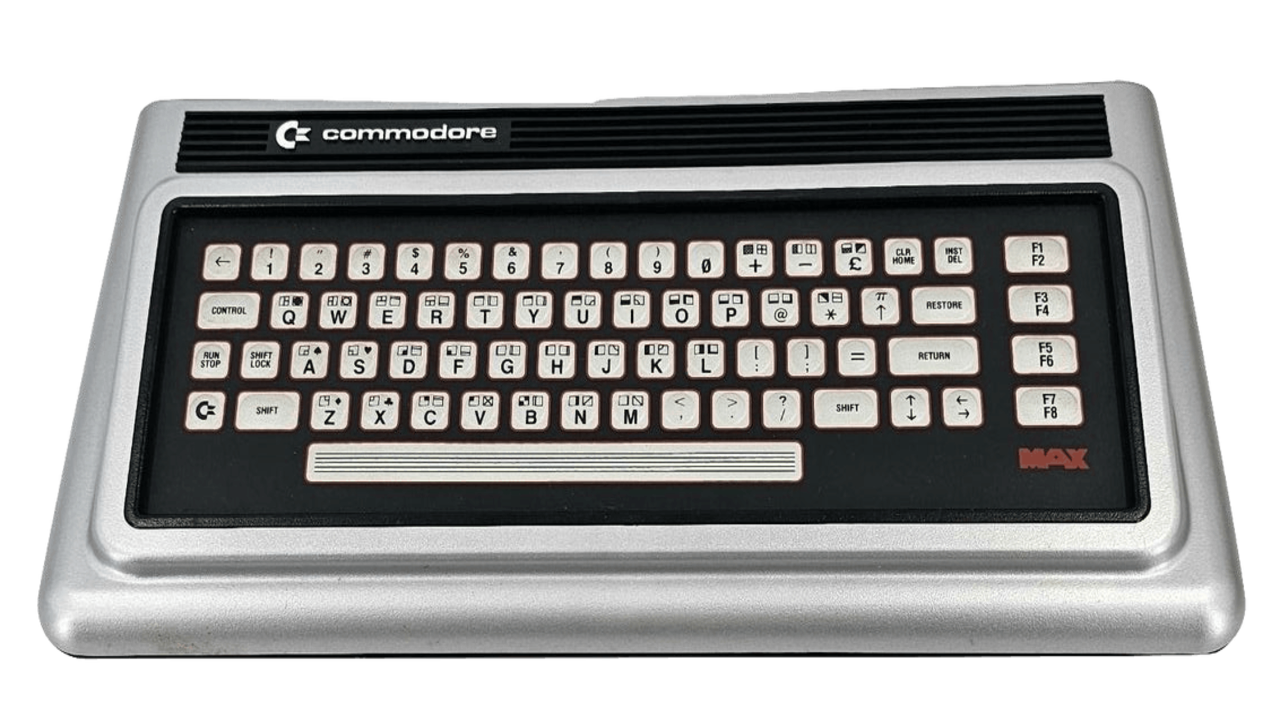 commodore
← ! 1 " 2 # 3 $ 4 % 5 & 6 ' 7 ( 8 ) 9 0 + − £ CLR HOME INST DEL F1 F2
CONTROL Q W E R T Y U I O P @ * π ↑ RESTORE F3 F4
RUN STOP SHIFT LOCK A S D F G H J K L [ : ] ; = RETURN F5 F6
SHIFT Z X C V B N M < , > . ? / SHIFT ↑ ↓ ← → F7 F8
MAX